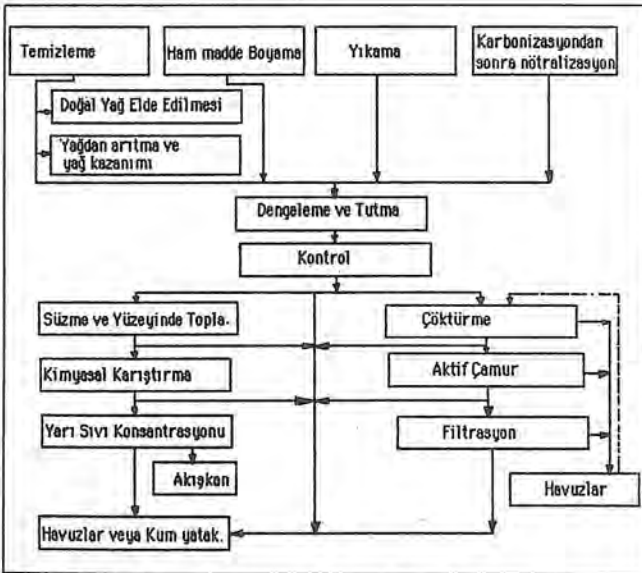 Temizleme
Ham madde Boyama
Yıkama
Karbonizasyondan
sonra nötralizasyon
Doğal Yağ Elde Edilmesi
Yağdan arıtma ve
yağ kazanımı
Dengaleme ve Tutma
Kontrol
Süzme ve Yüzeyinde Topla.
Çöktürme
Kimyasal Karıştırma
Aktif Çamur
Yarı Sıvı Konsantrasyonu
Filtrasyon
Akışkan
Havuzlar
Havuzlar veya Kum yatak.